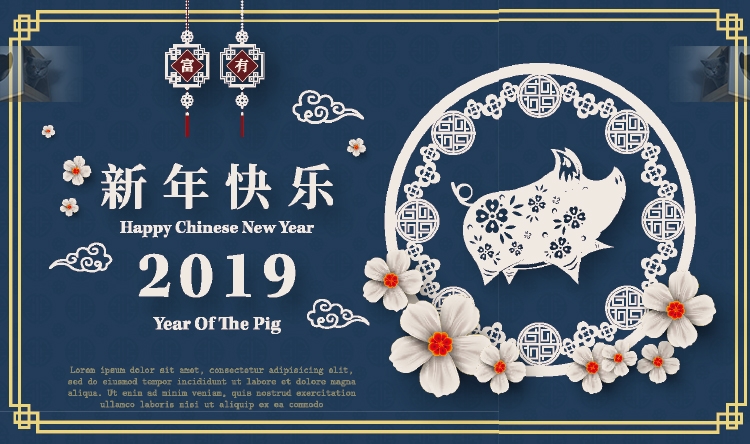 富 有
新年快乐
Happy Chinese New Year
2019
Year Of The Pig
Lorem ipsum dolor sit amet, consectetur adipisicing elit,
sed do eiusmod tempor incididunt ut labore et dolore magna
aliqua. Ut enim ad minim veniam, quis nostrud exercitation
ullamco laboris nisi ut aliquip ex ea commodo